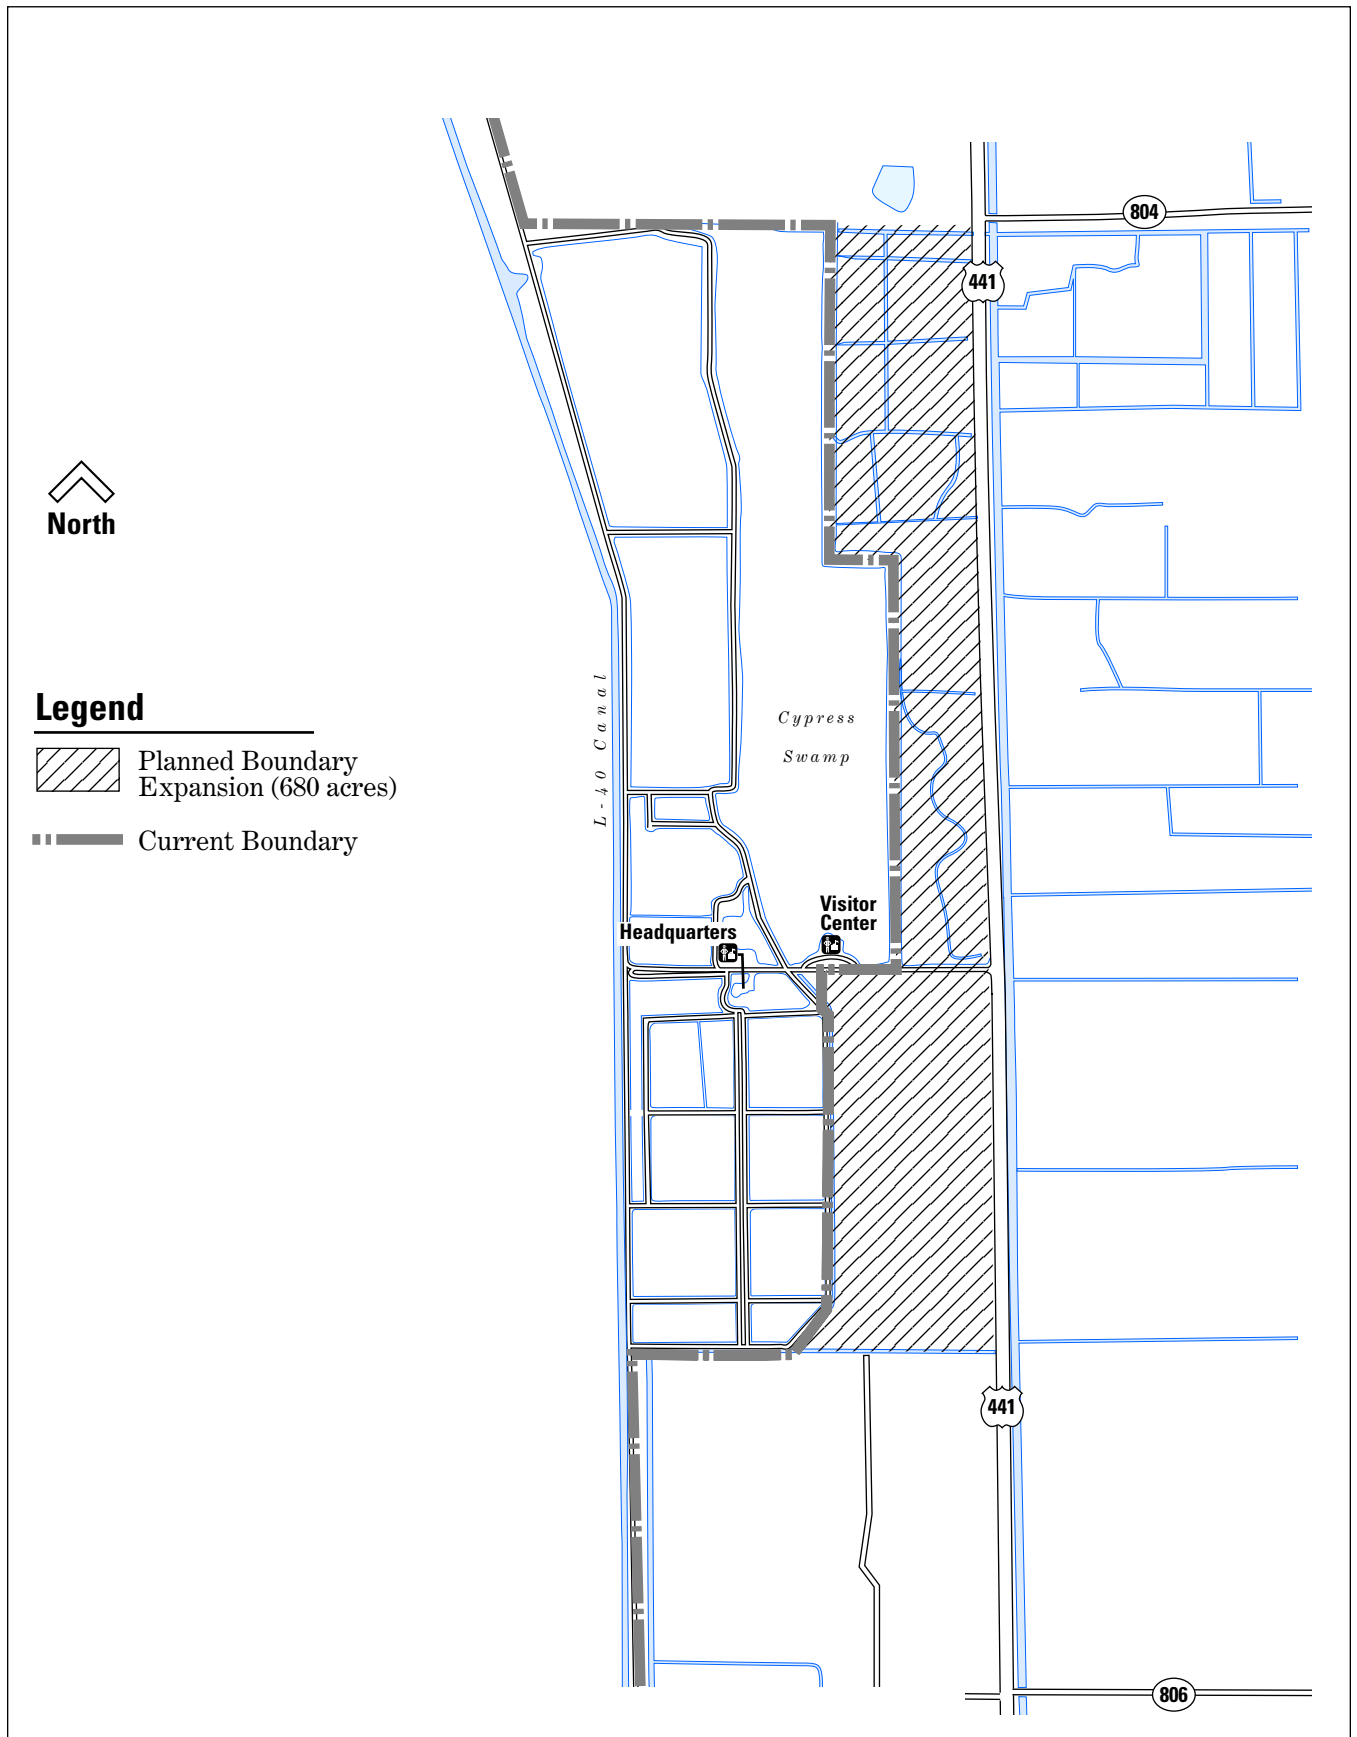 804
441
North
Legend
Planned Boundary
Expansion (680 acres)
Current Boundary
L-40 Canal
Cypress
Swamp
Visitor
Center
Headquarters
441
806